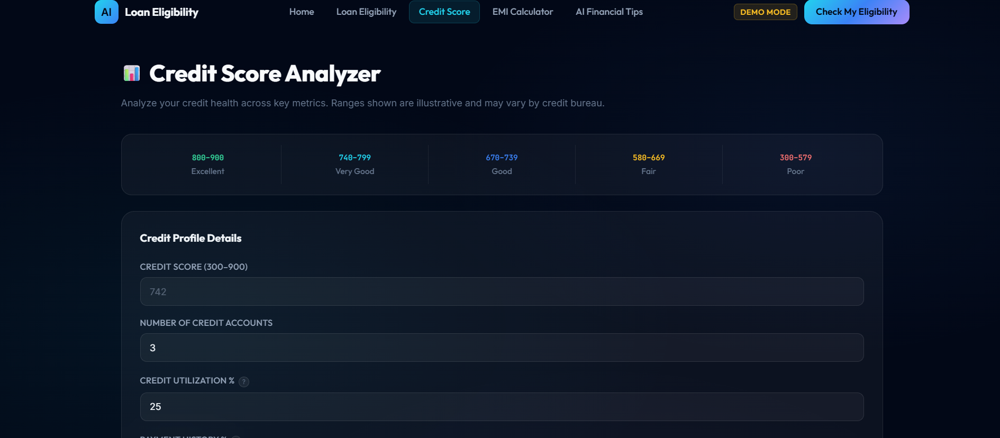 AI Loan Eligibility Home Loan Eligibility Credit Score EMI Calculator AI Financial Tips DEMO MODE Check My Eligibility
Credit Score Analyzer
Analyze your credit health across key metrics. Ranges shown are illustrative and may vary by credit bureau.
800–900 740–799 670–739 580–669 300–579
Excellent Very Good Good Fair Poor
Credit Profile Details
CREDIT SCORE (300–900)
742
NUMBER OF CREDIT ACCOUNTS
3
CREDIT UTILIZATION % ?
25
PAYMENT HISTORY %